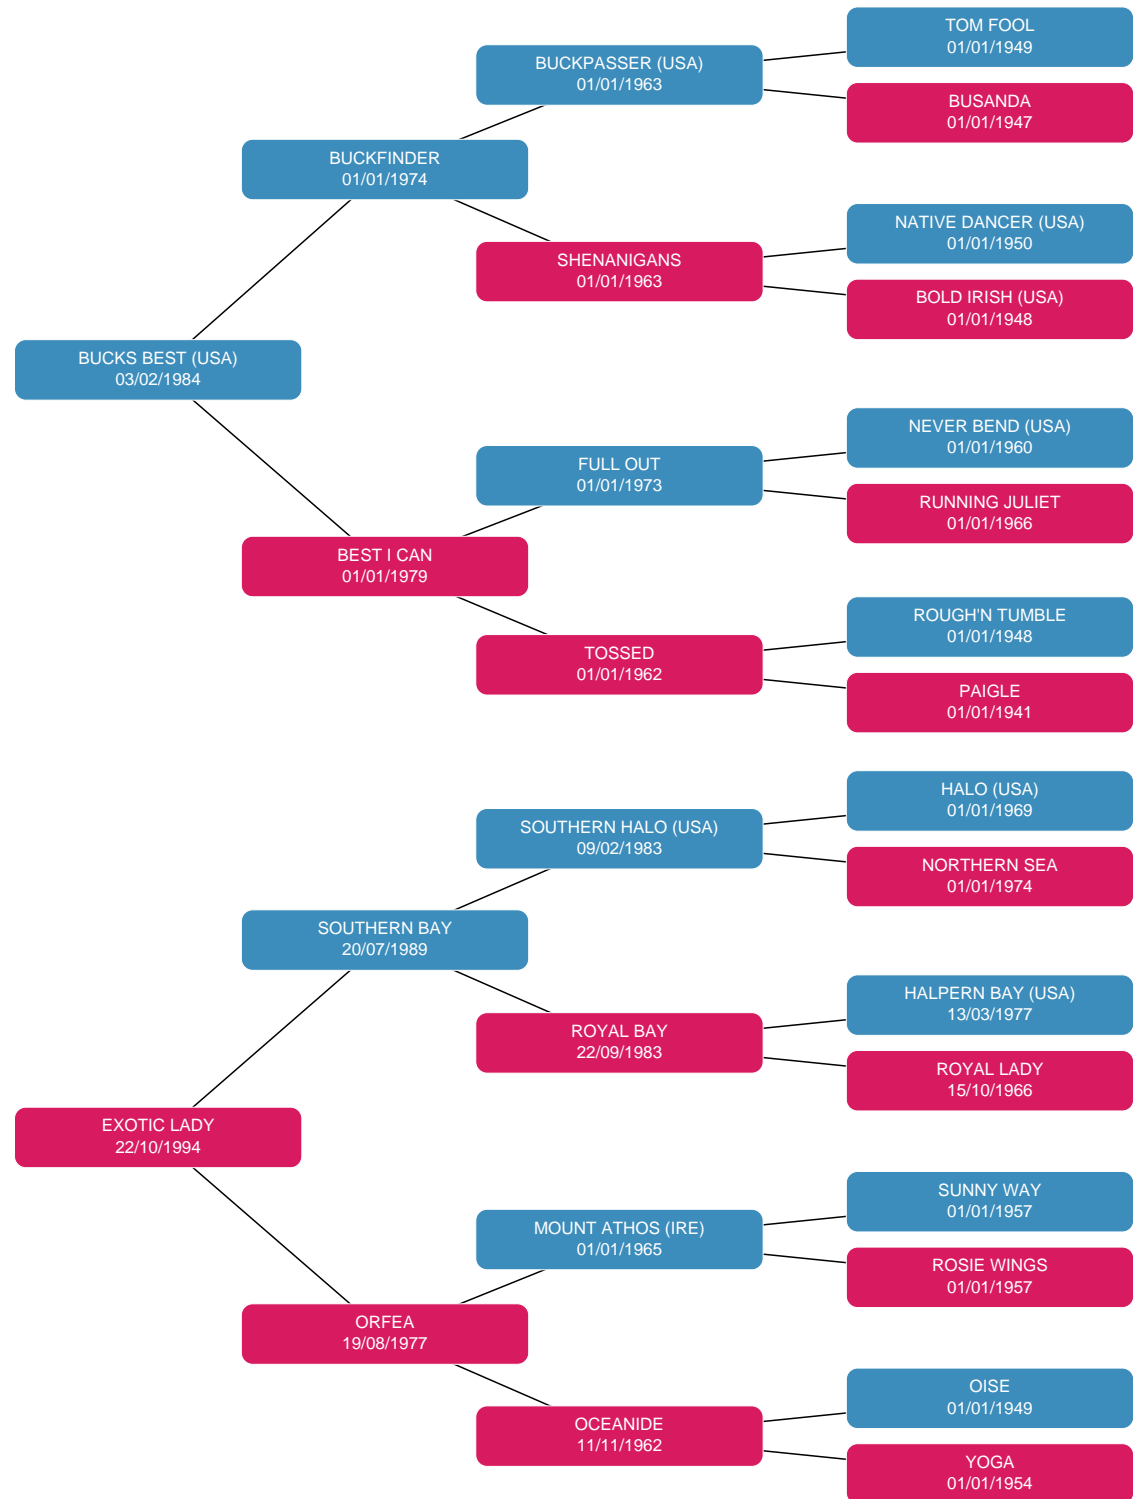 TOM FOOL
01/01/1949
BUCKPASSER (USA)
01/01/1963
BUSANDA
01/01/1947
BUCKFINDER
01/01/1974
NATIVE DANCER (USA)
01/01/1950
SHENANIGANS
01/01/1963
BOLD IRISH (USA)
01/01/1948
BUCKS BEST (USA)
03/02/1984
NEVER BEND (USA)
01/01/1960
FULL OUT
01/01/1973
RUNNING JULIET
01/01/1966
BEST I CAN
01/01/1979
ROUGH'N TUMBLE
01/01/1948
TOSSED
01/01/1962
PAIGLE
01/01/1941
HALO (USA)
01/01/1969
SOUTHERN HALO (USA)
09/02/1983
NORTHERN SEA
01/01/1974
SOUTHERN BAY
20/07/1989
HALPERN BAY (USA)
13/03/1977
ROYAL BAY
22/09/1983
ROYAL LADY
15/10/1966
EXOTIC LADY
22/10/1994
SUNNY WAY
01/01/1957
MOUNT ATHOS (IRE)
01/01/1965
ROSIE WINGS
01/01/1957
ORFEA
19/08/1977
OISE
01/01/1949
OCEANIDE
11/11/1962
YOGA
01/01/1954